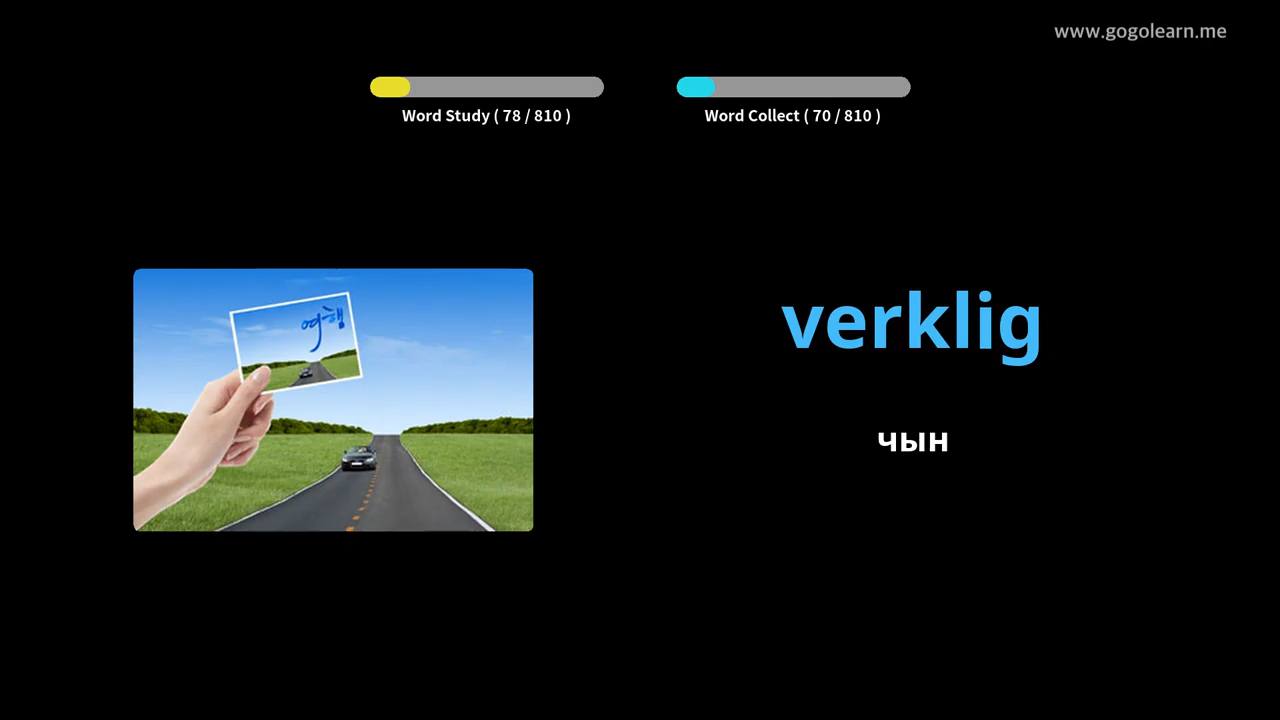 www.gogolearn.me
Word Study ( 78 / 810 )
Word Collect ( 70 / 810 )
여행
verklig
чын